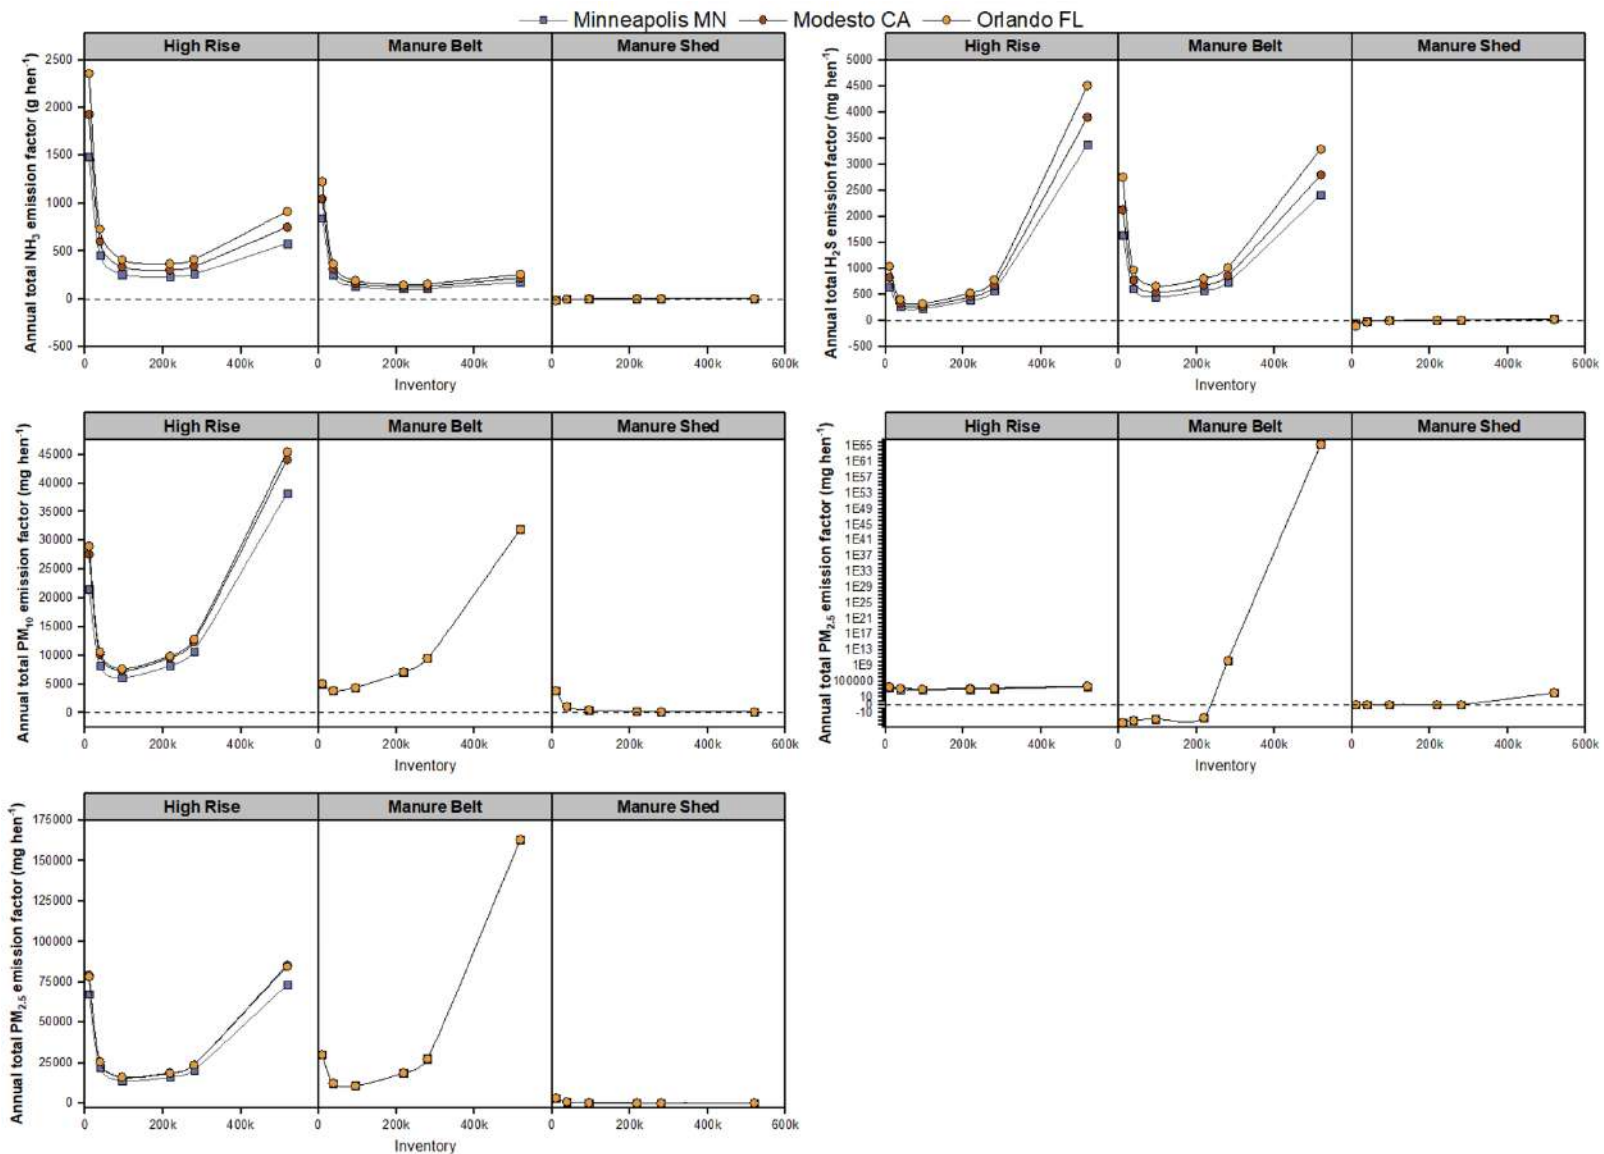 Minneapolis MN Modesto CA Orlando FL
High Rise Manure Belt Manure Shed
Annual total NH3 emission factor (g hen-1)
2500
2000
1500
1000
500
0
-500
0 200k 400k 0 200k 400k 0 200k 400k 600k
Inventory
High Rise Manure Belt Manure Shed
Annual total H2S emission factor (mg hen-1)
5000
4500
4000
3500
3000
2500
2000
1500
1000
500
0
-500
0 200k 400k 0 200k 400k 0 200k 400k 600k
Inventory
High Rise Manure Belt Manure Shed
Annual total PM10 emission factor (mg hen-1)
45000
40000
35000
30000
25000
20000
15000
10000
5000
0
0 200k 400k 0 200k 400k 0 200k 400k 600k
Inventory
High Rise Manure Belt Manure Shed
Annual total PM2.5 emission factor (mg hen-1)
1E65
1E61
1E57
1E53
1E49
1E45
1E41
1E37
1E33
1E29
1E25
1E21
1E17
1E13
1E9
100000
10
0
-10
0 200k 400k 0 200k 400k 0 200k 400k 600k
Inventory
High Rise Manure Belt Manure Shed
Annual total PM2.5 emission factor (mg hen-1)
175000
150000
125000
100000
75000
50000
25000
0
0 200k 400k 0 200k 400k 0 200k 400k 600k
Inventory